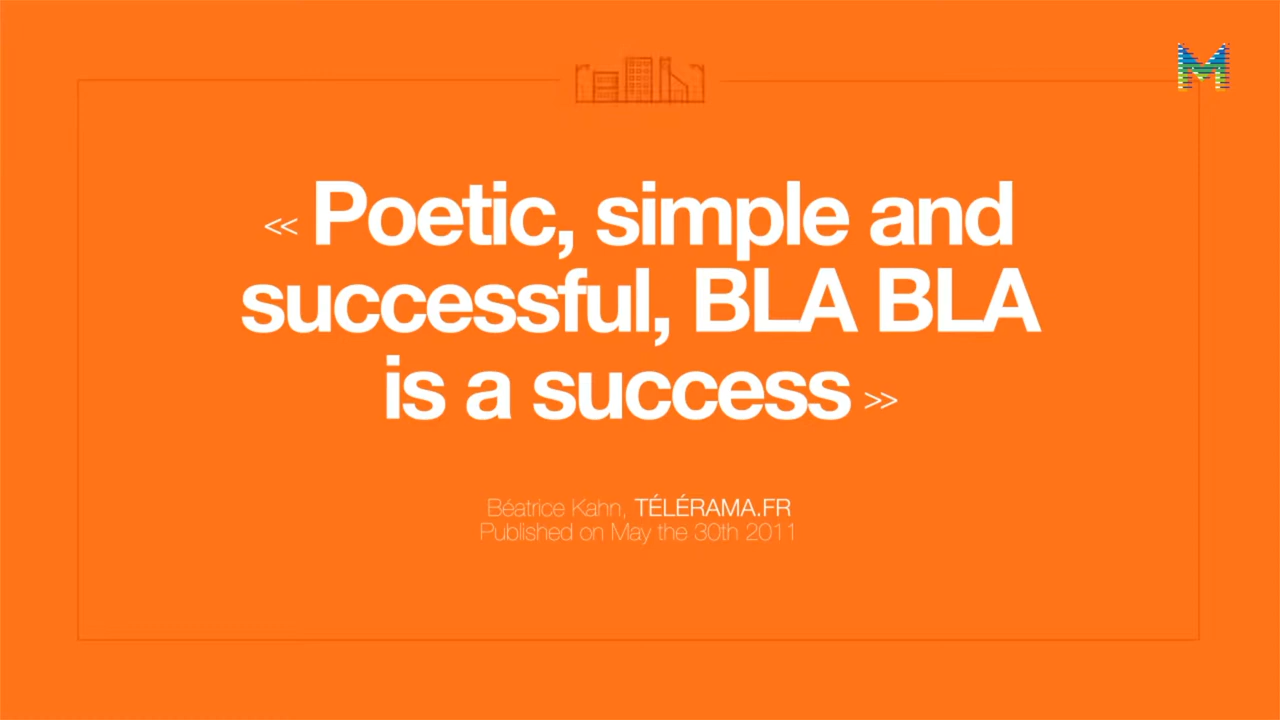 « Poetic, simple and
successful, BLA BLA
is a success »
Béatrice Kahn, TÉLÉRAMA.FR
Published on May the 30th 2011
M